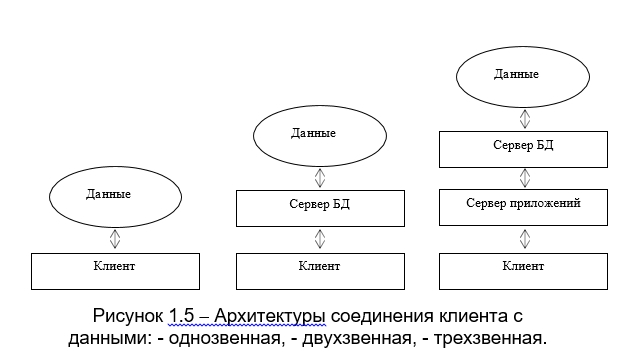 Данные
Клиент
Данные
Сервер БД
Клиент
Данные
Сервер БД
Сервер приложений
Клиент
Рисунок 1.5 – Архитектуры соединения клиента с
данными: - однозвенная, - двухзвенная, - трехзвенная.